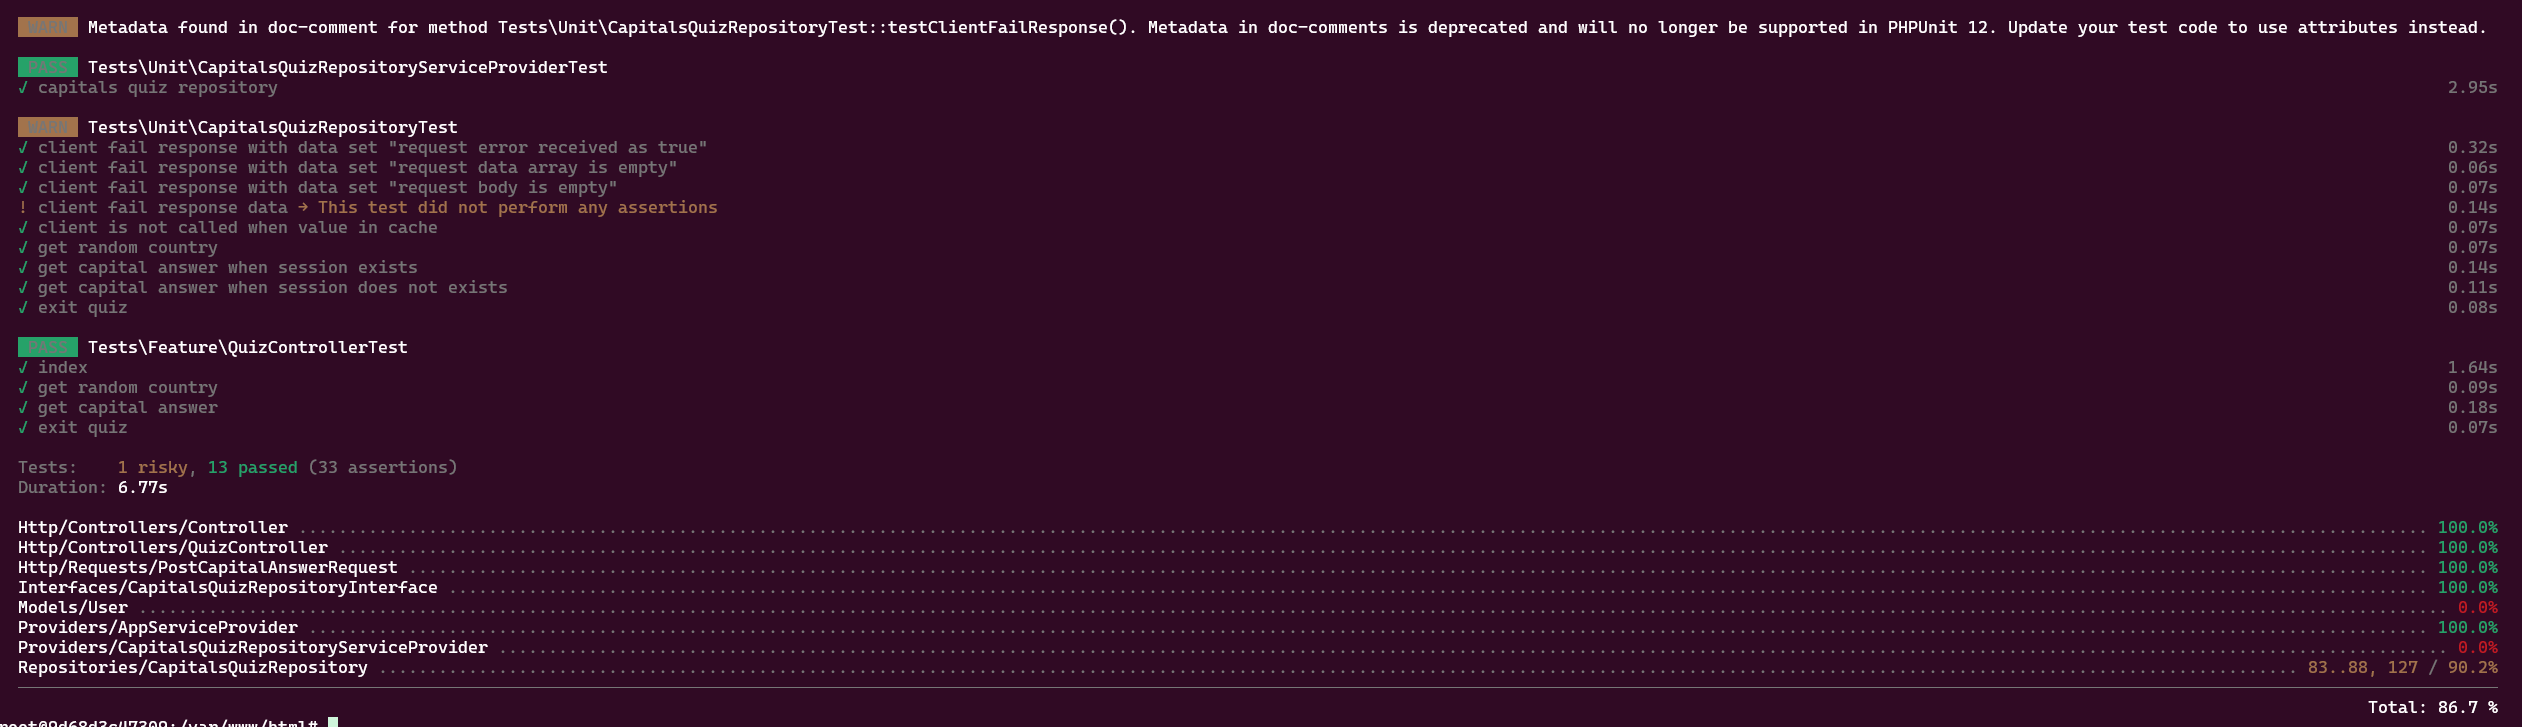 WARN Metadata found in doc-comment for method Tests\Unit\CapitalsQuizRepositoryTest::testClientFailResponse(). Metadata in doc-comments is deprecated and will no longer be supported in PHPUnit 12. Update your test code to use attributes instead.
PASS Tests\Unit\CapitalsQuizRepositoryServiceProviderTest
✓ capitals quiz repository 2.95s
WARN Tests\Unit\CapitalsQuizRepositoryTest
✓ client fail response with data set "request error received as true" 0.32s
✓ client fail response with data set "request data array is empty" 0.06s
✓ client fail response with data set "request body is empty" 0.07s
! client fail response data → This test did not perform any assertions 0.14s
✓ client is not called when value in cache 0.07s
✓ get random country 0.07s
✓ get capital answer when session exists 0.14s
✓ get capital answer when session does not exists 0.11s
✓ exit quiz 0.08s
PASS Tests\Feature\QuizControllerTest
✓ index 1.64s
✓ get random country 0.09s
✓ get capital answer 0.18s
✓ exit quiz 0.07s
Tests: 1 risky, 13 passed (33 assertions)
Duration: 6.77s
Http/Controllers/Controller ........ 100.0%
Http/Controllers/QuizController ........ 100.0%
Http/Requests/PostCapitalAnswerRequest ........ 100.0%
Interfaces/CapitalsQuizRepositoryInterface ........ 100.0%
Models/User ........ 0.0%
Providers/AppServiceProvider ........ 100.0%
Providers/CapitalsQuizRepositoryServiceProvider ........ 0.0%
Repositories/CapitalsQuizRepository ........ 83..88, 127 / 90.2%
Total: 86.7 %
root@9d68d3c47309:/var/www/html#